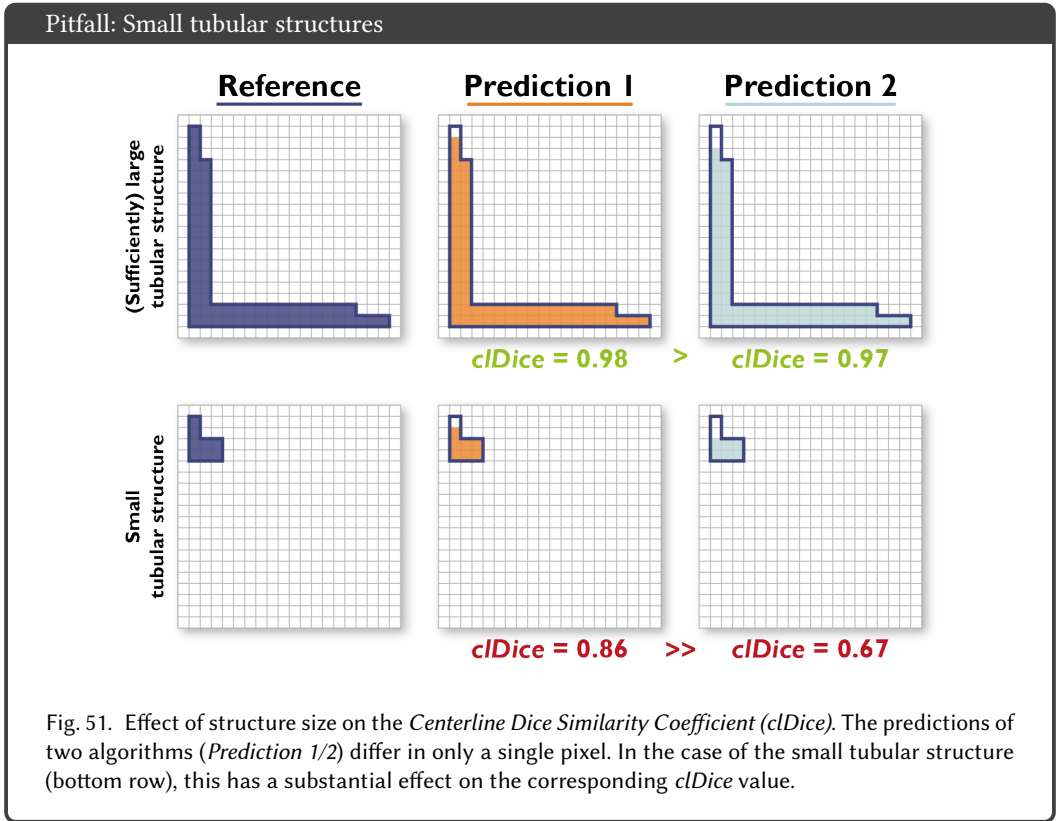 Pitfall: Small tubular structures
Reference
Prediction 1
Prediction 2
(Sufficiently) large
tubular structure
clDice = 0.98 > clDice = 0.97
Small
tubular structure
clDice = 0.86 >> clDice = 0.67
Fig. 51. Effect of structure size on the Centerline Dice Similarity Coefficient (clDice). The predictions of
two algorithms (Prediction 1/2) differ in only a single pixel. In the case of the small tubular structure
(bottom row), this has a substantial effect on the corresponding clDice value.